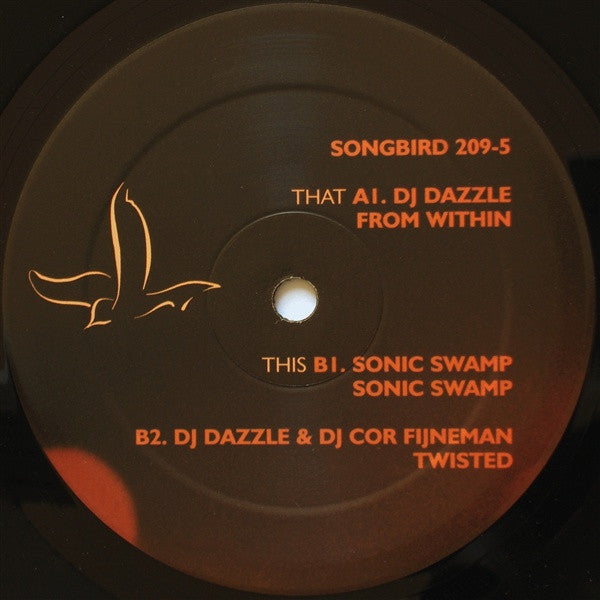 SONGBIRD 209-5
THAT A1. DJ DAZZLE
FROM WITHIN
THIS B1. SONIC SWAMP
SONIC SWAMP
B2. DJ DAZZLE & DJ COR FIJNEMAN
TWISTED